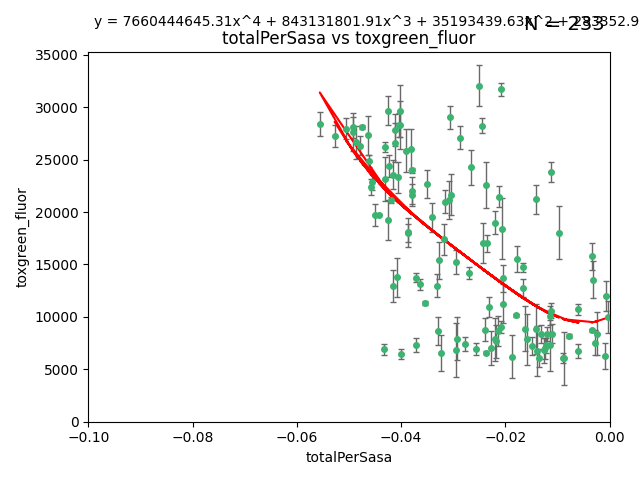 y = 7660444645.31x^4 + 843131801.91x^3 + 35193439.63x^2 +
N = 233
totalPerSasa vs toxgreen_fluor
35000
30000
25000
20000
15000
10000
5000
0
toxgreen_fluor
−0.10
−0.08
−0.06
−0.04
−0.02
0.00
totalPerSasa